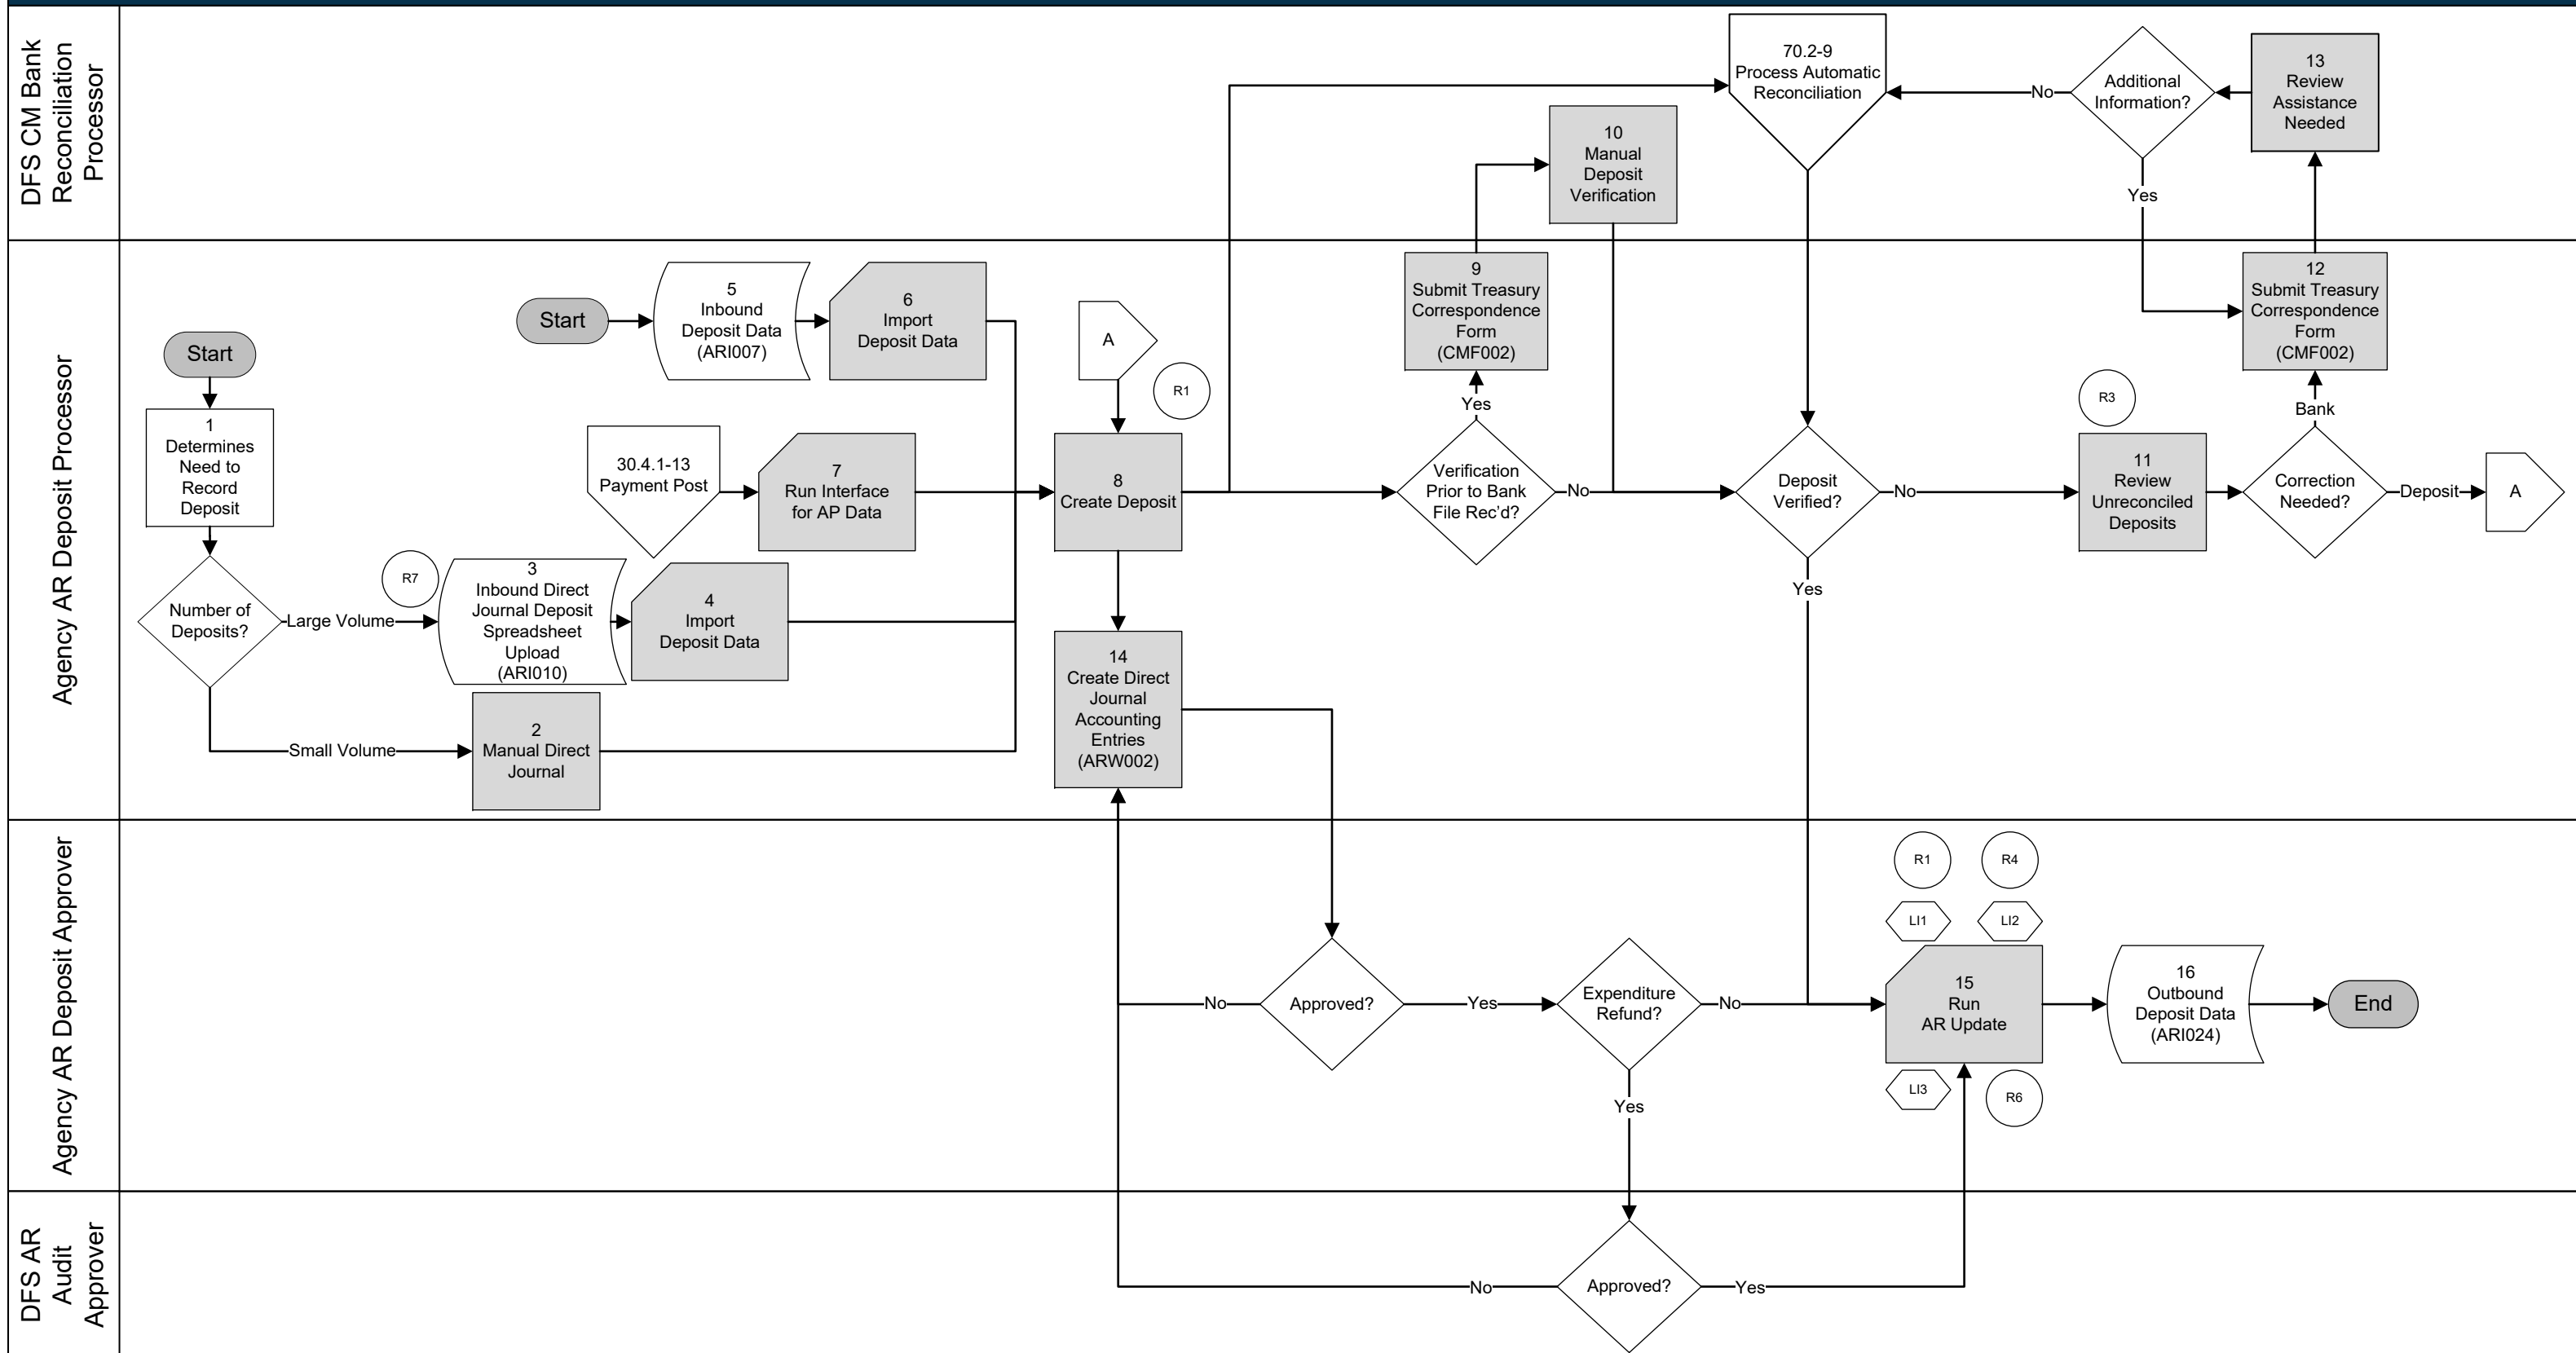 DFS CM Bank
Reconciliation
Processor
70.2-9
Process Automatic
Reconciliation
Additional
Information?
No
Yes
13
Review
Assistance
Needed
10
Manual
Deposit
Verification
Agency AR Deposit Processor
Start
1
Determines
Need to
Record
Deposit
Number of
Deposits?
Large Volume
Small Volume
R7
3
Inbound Direct
Journal Deposit
Spreadsheet
Upload
(ARI010)
4
Import
Deposit Data
2
Manual Direct
Journal
Start
5
Inbound
Deposit Data
(ARI007)
6
Import
Deposit Data
30.4.1-13
Payment Post
7
Run Interface
for AP Data
A
R1
8
Create Deposit
14
Create Direct
Journal
Accounting
Entries
(ARW002)
9
Submit Treasury
Correspondence
Form
(CMF002)
Yes
Verification
Prior to Bank
File Rec'd?
No
Deposit
Verified?
No
Yes
R3
11
Review
Unreconciled
Deposits
12
Submit Treasury
Correspondence
Form
(CMF002)
Bank
Correction
Needed?
Deposit
A
Agency AR Deposit Approver
No
Approved?
Yes
Expenditure
Refund?
No
Yes
R1
R4
LI1
LI2
15
Run
AR Update
LI3
R6
16
Outbound
Deposit Data
(ARI024)
End
DFS AR
Audit
Approver
No
Approved?
Yes